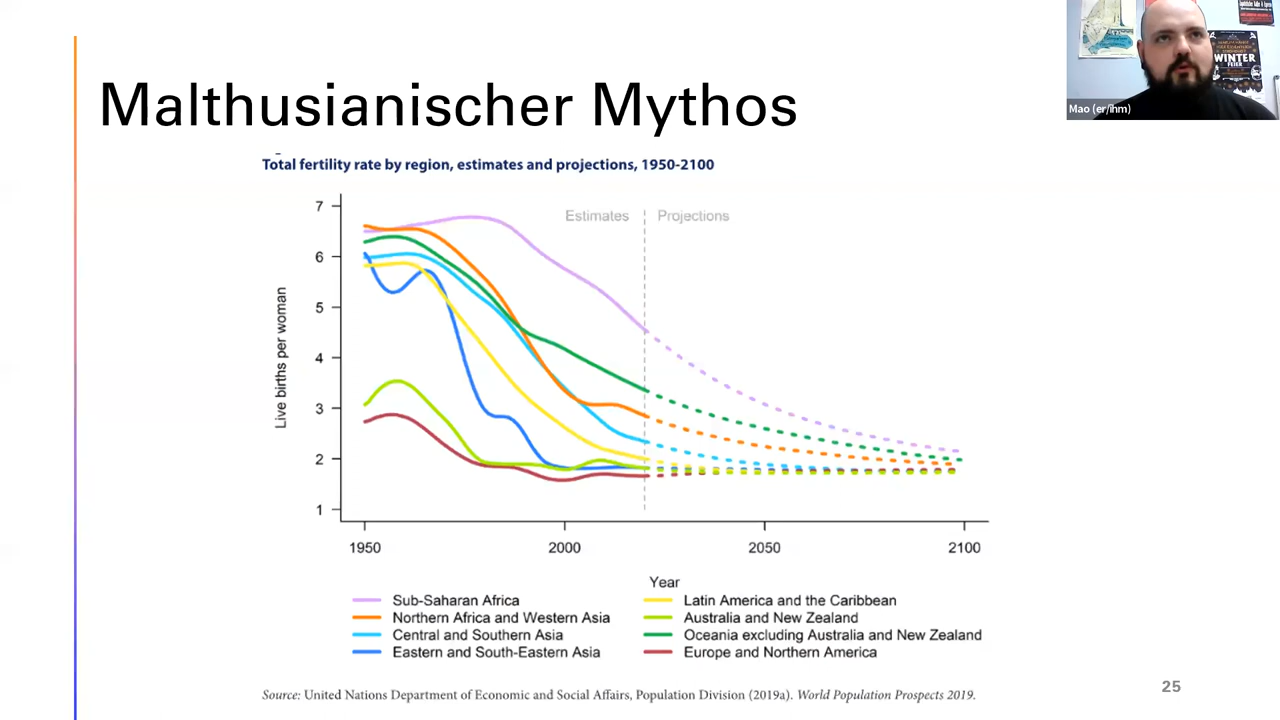 Malthusianischer Mythos
WINTER
FEIER
Mao (er/ihm)
Total fertility rate by region, estimates and projections, 1950-2100
Estimates
Projections
Live births per woman
7
6
5
4
3
2
1
1950
2000
2050
2100
Year
Sub-Saharan Africa
Northern Africa and Western Asia
Central and Southern Asia
Eastern and South-Eastern Asia
Latin America and the Caribbean
Australia and New Zealand
Oceania excluding Australia and New Zealand
Europe and Northern America
Source: United Nations Department of Economic and Social Affairs, Population Division (2019a). World Population Prospects 2019.
25